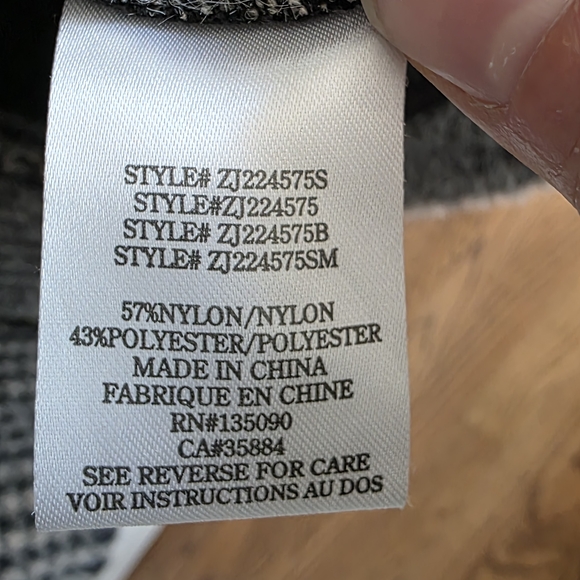 STYLE# ZJ224575S
STYLE#ZJ224575
STYLE# ZJ224575B
STYLE# ZJ224575SM
57%NYLON/NYLON
43%POLYESTER/POLYESTER
MADE IN CHINA
FABRIQUE EN CHINE
RN#135090
CA#35884
SEE REVERSE FOR CARE
VOIR INSTRUCTIONS AU DOS